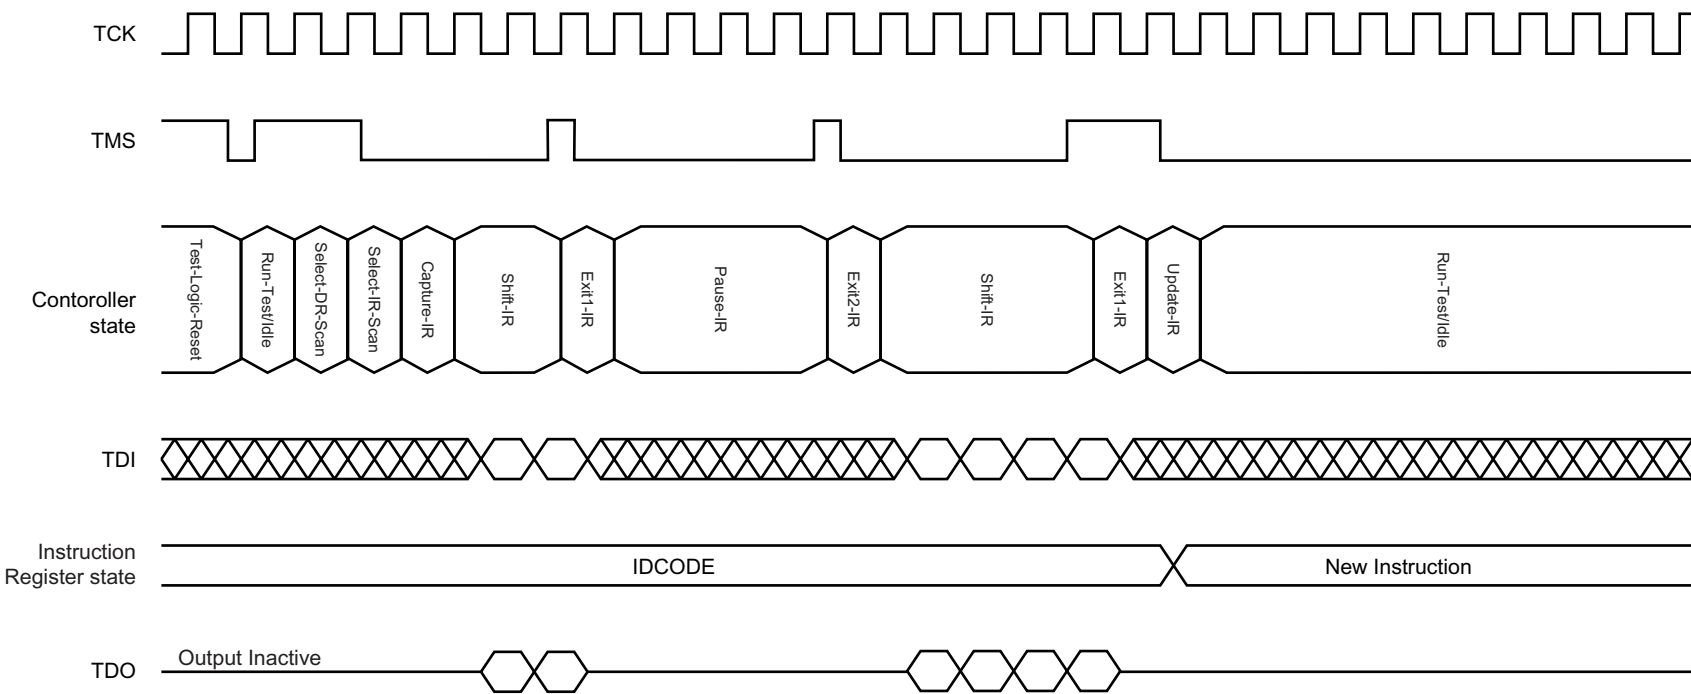 TCK
TMS
Contoroller
state
Test-Logic-Reset
Run-Test/Idle
Select-DR-Scan
Select-IR-Scan
Capture-IR
Shift-IR
Exit1-IR
Pause-IR
Exit2-IR
Shift-IR
Exit1-IR
Update-IR
Run-Test/Idle
TDI
Instruction
Register state
IDCODE
New Instruction
TDO
Output Inactive